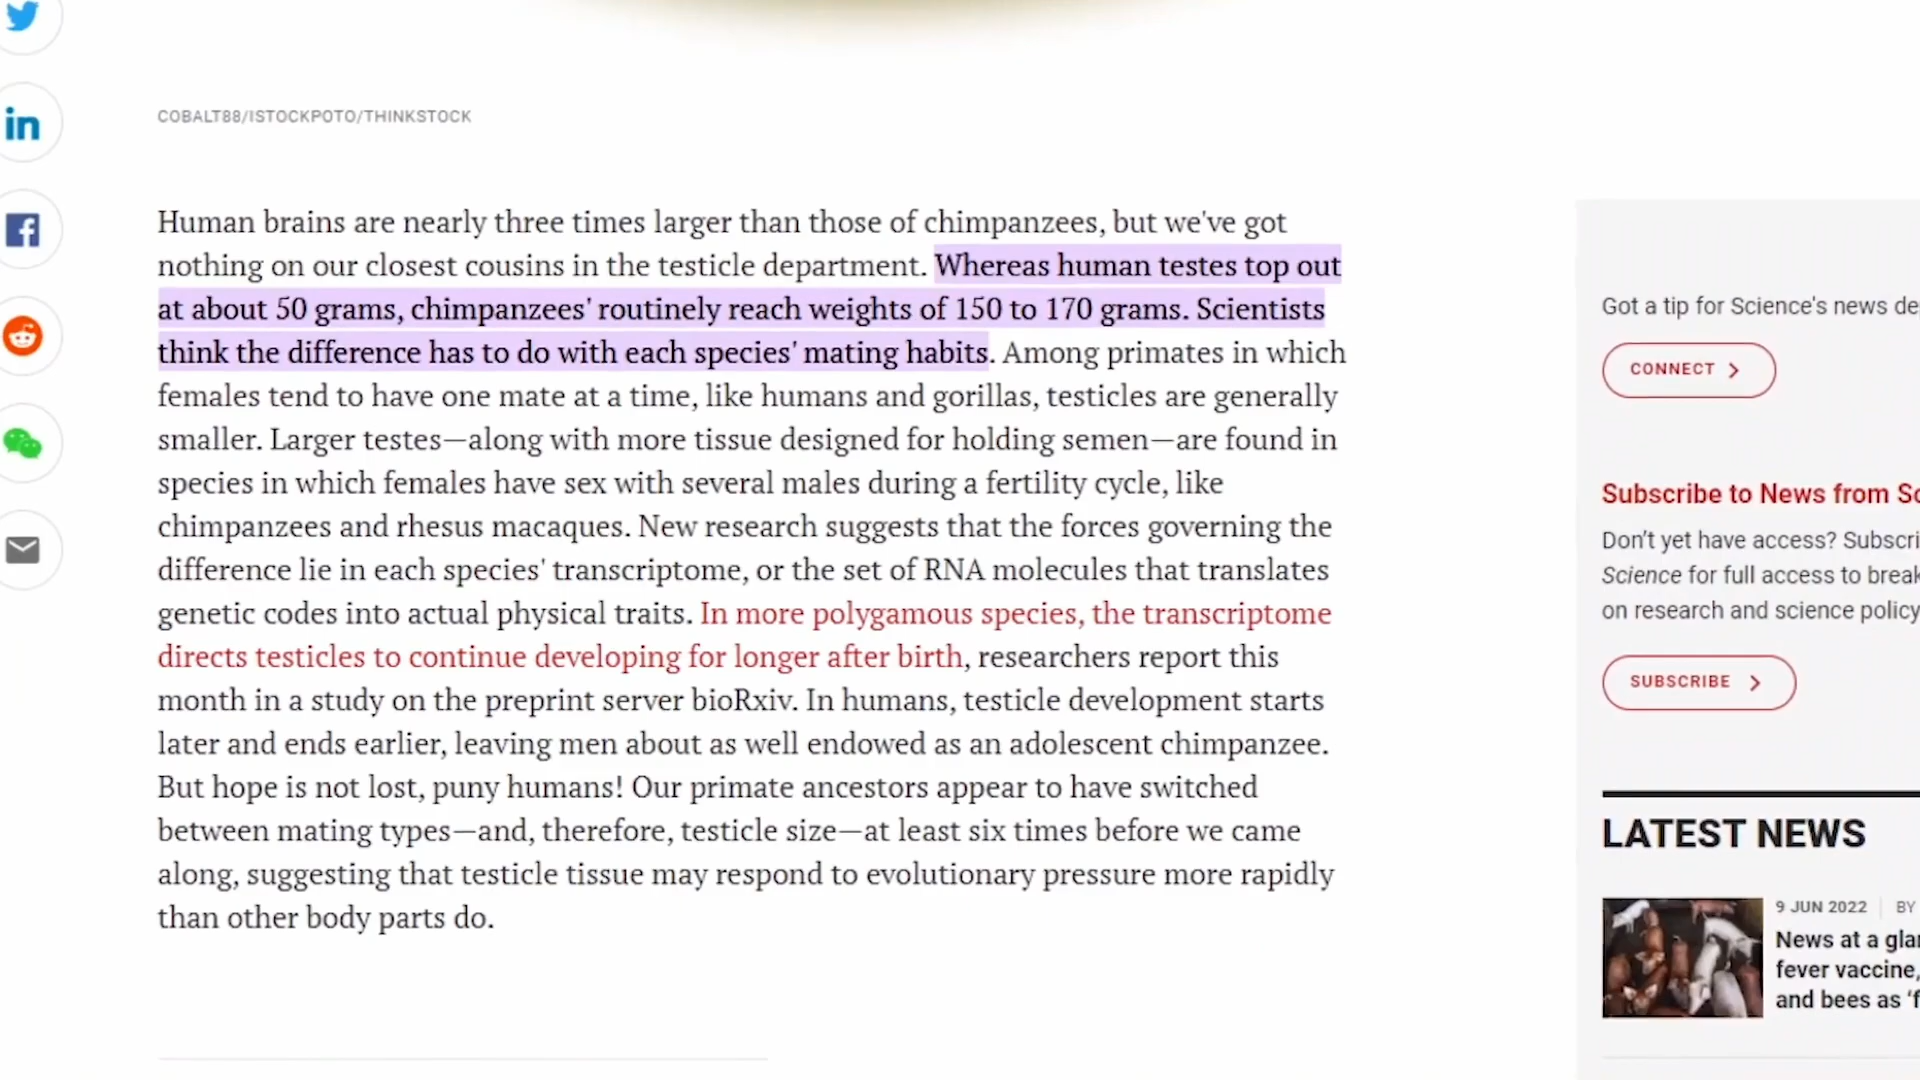 COBALT88/ISTOCKPOTO/THINKSTOCK
Human brains are nearly three times larger than those of chimpanzees, but we've got
nothing on our closest cousins in the testicle department. Whereas human testes top out
at about 50 grams, chimpanzees' routinely reach weights of 150 to 170 grams. Scientists
think the difference has to do with each species' mating habits. Among primates in which
females tend to have one mate at a time, like humans and gorillas, testicles are generally
smaller. Larger testes—along with more tissue designed for holding semen—are found in
species in which females have sex with several males during a fertility cycle, like
chimpanzees and rhesus macaques. New research suggests that the forces governing the
difference lie in each species' transcriptome, or the set of RNA molecules that translates
genetic codes into actual physical traits. In more polygamous species, the transcriptome
directs testicles to continue developing for longer after birth, researchers report this
month in a study on the preprint server bioRxiv. In humans, testicle development starts
later and ends earlier, leaving men about as well endowed as an adolescent chimpanzee.
But hope is not lost, puny humans! Our primate ancestors appear to have switched
between mating types—and, therefore, testicle size—at least six times before we came
along, suggesting that testicle tissue may respond to evolutionary pressure more rapidly
than other body parts do.
Got a tip for Science's news de
CONNECT
Subscribe to News from Sc
Don't yet have access? Subscri
Science for full access to break
on research and science policy
SUBSCRIBE
LATEST NEWS
9 JUN 2022 BY
News at a gla
fever vaccine,
and bees as 'f
in